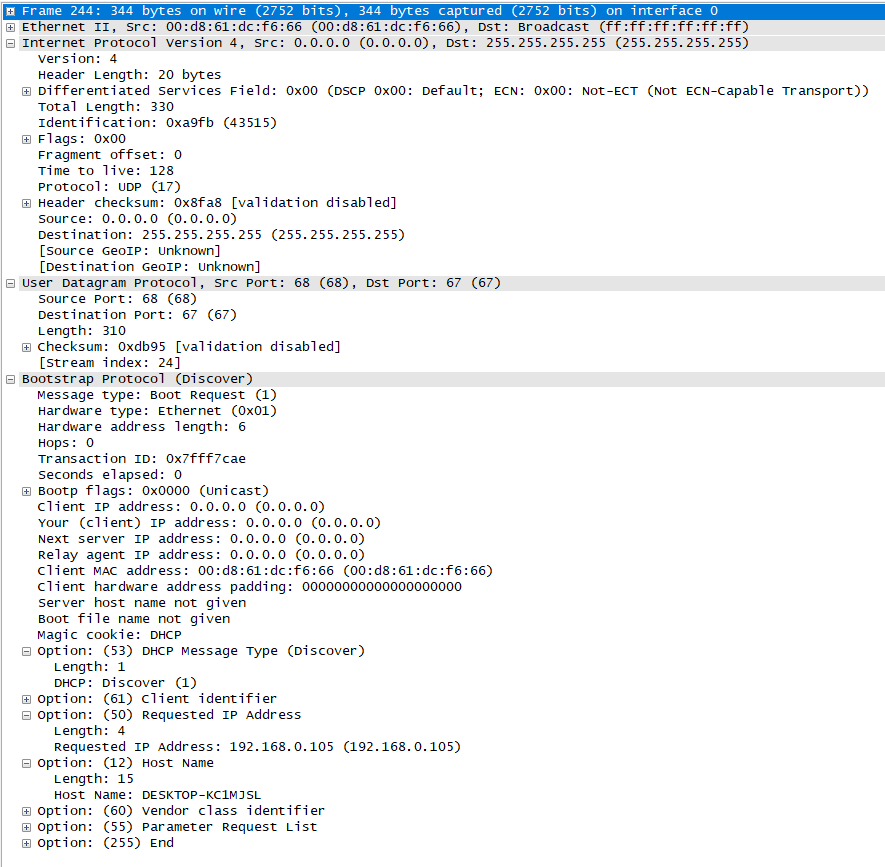 Frame 244: 344 bytes on wire (2752 bits), 344 bytes captured (2752 bits) on interface 0
Ethernet II, Src: 00:d8:61:dc:f6:66 (00:d8:61:dc:f6:66), Dst: Broadcast (ff:ff:ff:ff:ff:ff)
Internet Protocol Version 4, Src: 0.0.0.0 (0.0.0.0), Dst: 255.255.255.255 (255.255.255.255)
Version: 4
Header Length: 20 bytes
Differentiated Services Field: 0x00 (DSCP 0x00: Default; ECN: 0x00: Not-ECT (Not ECN-Capable Transport))
Total Length: 330
Identification: 0xa9fb (43515)
Flags: 0x00
Fragment offset: 0
Time to live: 128
Protocol: UDP (17)
Header checksum: 0x8fa8 [validation disabled]
Source: 0.0.0.0 (0.0.0.0)
Destination: 255.255.255.255 (255.255.255.255)
[Source GeoIP: Unknown]
[Destination GeoIP: Unknown]
User Datagram Protocol, Src Port: 68 (68), Dst Port: 67 (67)
Source Port: 68 (68)
Destination Port: 67 (67)
Length: 310
Checksum: 0xdb95 [validation disabled]
[Stream index: 24]
Bootstrap Protocol (Discover)
Message type: Boot Request (1)
Hardware type: Ethernet (0x01)
Hardware address length: 6
Hops: 0
Transaction ID: 0x7fff7cae
Seconds elapsed: 0
Bootp flags: 0x0000 (Unicast)
Client IP address: 0.0.0.0 (0.0.0.0)
Your (client) IP address: 0.0.0.0 (0.0.0.0)
Next server IP address: 0.0.0.0 (0.0.0.0)
Relay agent IP address: 0.0.0.0 (0.0.0.0)
Client MAC address: 00:d8:61:dc:f6:66 (00:d8:61:dc:f6:66)
Client hardware address padding: 00000000000000000000
Server host name not given
Boot file name not given
Magic cookie: DHCP
Option: (53) DHCP Message Type (Discover)
Length: 1
DHCP: Discover (1)
Option: (61) Client identifier
Option: (50) Requested IP Address
Length: 4
Requested IP Address: 192.168.0.105 (192.168.0.105)
Option: (12) Host Name
Length: 15
Host Name: DESKTOP-KC1MJSL
Option: (60) Vendor class identifier
Option: (55) Parameter Request List
Option: (255) End